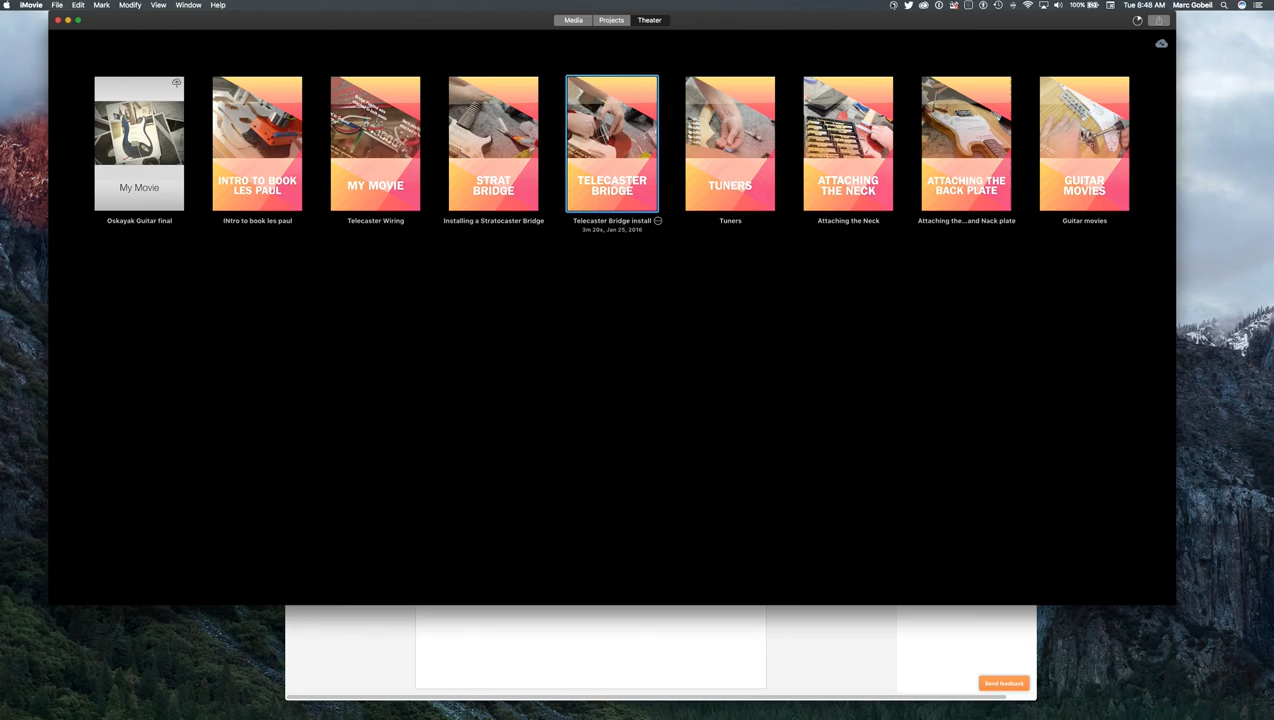 iMovie File Edit Mark Modify View Window Help
100% Tue 8:48 AM Marc Gobeil
Media Projects Theater
My Movie
INTRO TO BOOK
LES PAUL
MY MOVIE
STRAT
BRIDGE
TELECASTER
BRIDGE
TUNERS
ATTACHING
THE NECK
ATTACHING THE
BACK PLATE
GUITAR
MOVIES
Oskayak Guitar final
INtro to book les paul
Telecaster Wiring
Installing a Stratocaster Bridge
Telecaster Bridge install
3m 20s, Jan 25, 2016
Tuners
Attaching the Neck
Attaching the...and Nack plate
Guitar movies
Send feedback